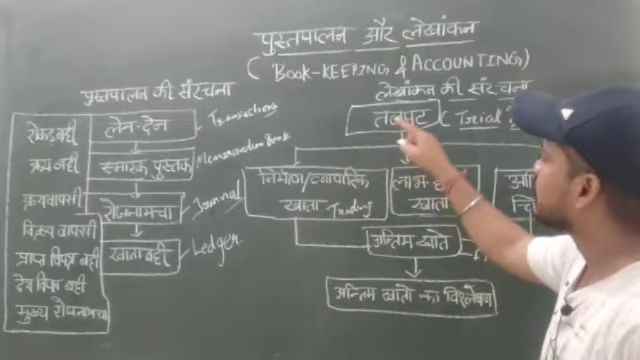 पुस्तपालन और लेखांकन
( BOOK-KEEPING & ACCOUNTING)
पुस्तपालन की संरचना
रोकड बही
क्रय बही
क्रय वापसी
विक्रय वापसी
प्राप्य विपत्र बही
देय विपत्र बही
मुख्य रोजनामचा
लेन-देन Transactions
स्मारक पुस्तक Memorandum Book
रोजनामचा Journal
खाता बही Ledger
लेखांकन की संरचना
तलपट ( Trial
निर्माण/व्यापारिक
खाता Trading
लाभ-
खाता
अन्तिम खाते
अन्तिम खातो का विश्लेषण